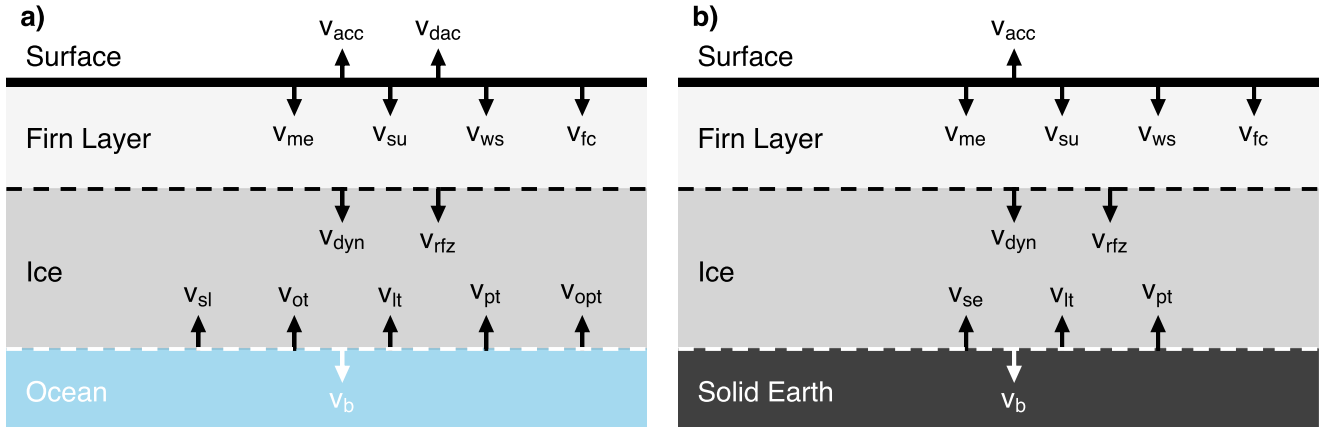 a)
v_acc v_dac
Surface
v_me v_su v_ws v_fc
Firn Layer
v_dyn v_rfz
Ice
v_sl v_ot v_lt v_pt v_opt
Ocean
v_b
b)
v_acc
Surface
v_me v_su v_ws v_fc
Firn Layer
v_dyn v_rfz
Ice
v_se v_lt v_pt
Solid Earth
v_b